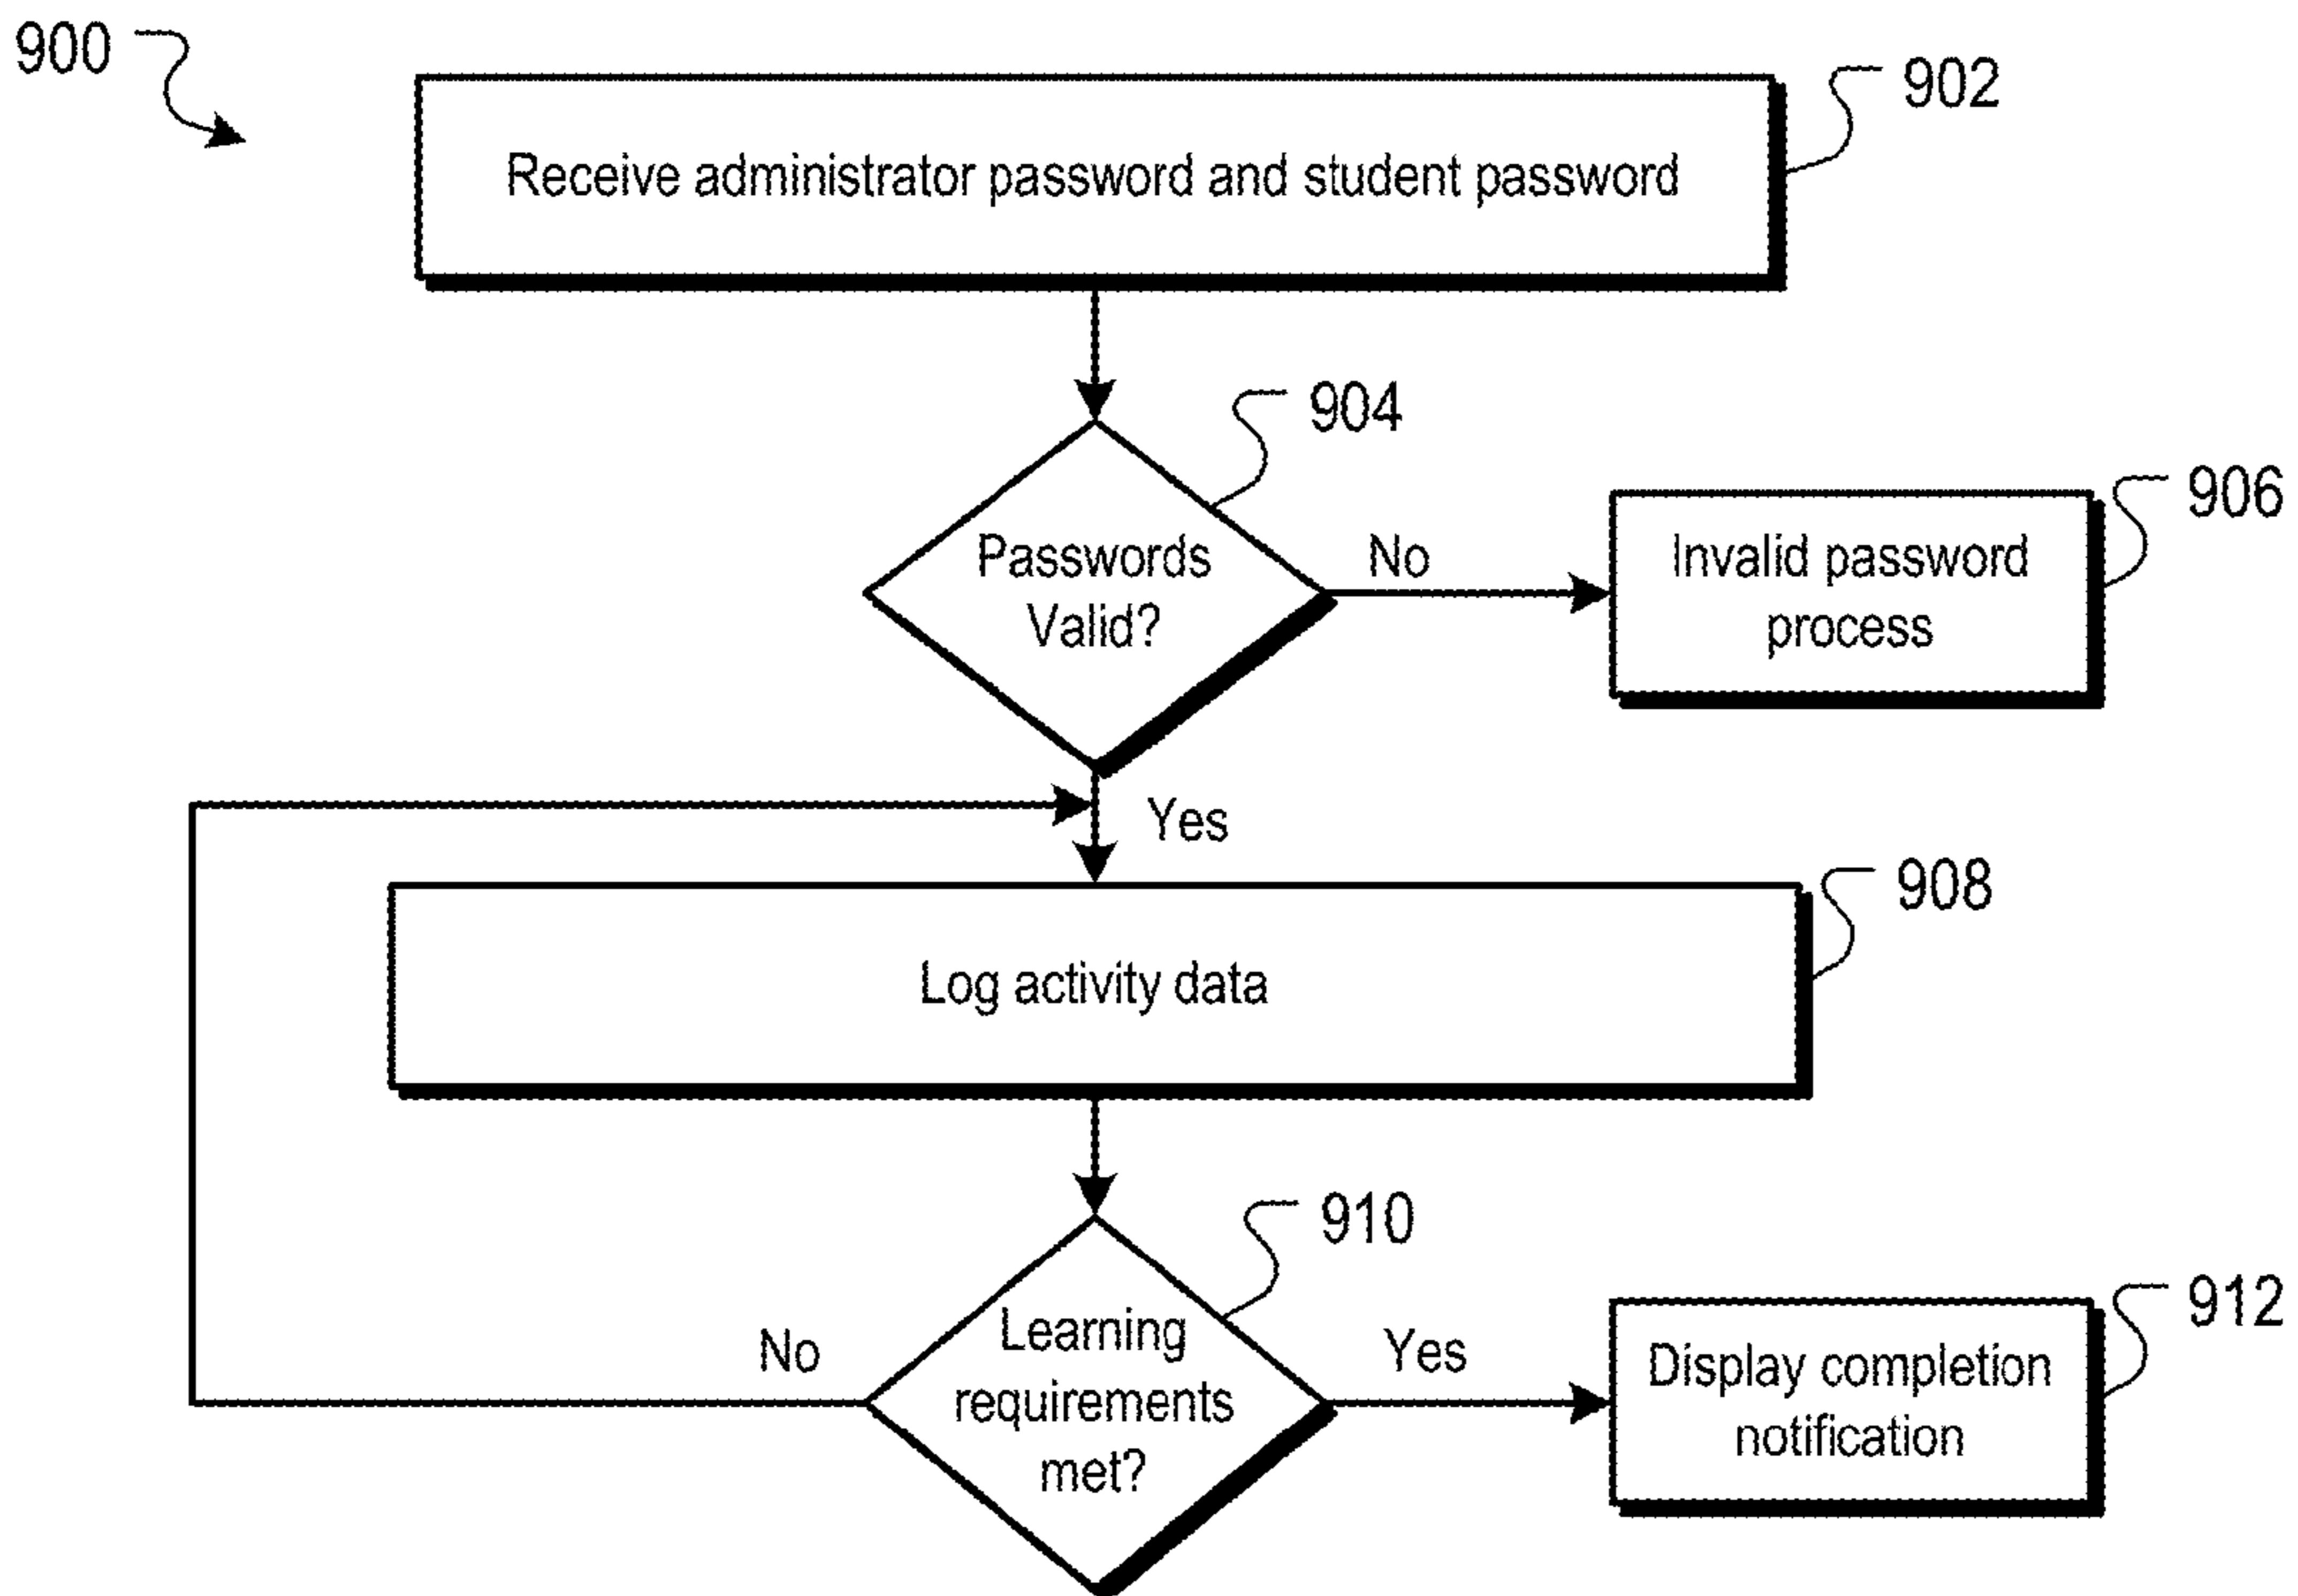 900
902
Receive administrator password and student password
904
Passwords
Valid?
No
906
Invalid password
process
Yes
908
Log activity data
910
Learning
requirements
met?
No
Yes
912
Display completion
notification